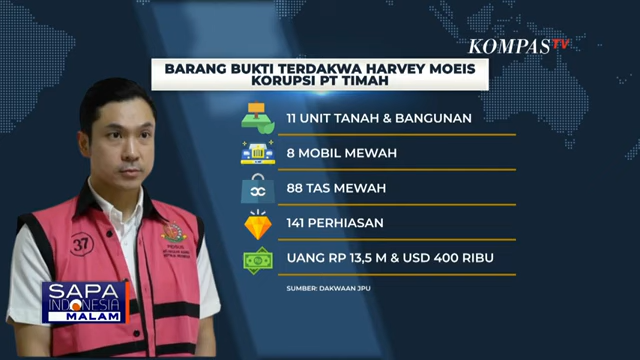 KOMPASTV
BARANG BUKTI TERDAKWA HARVEY MOEIS
KORUPSI PT TIMAH
11 UNIT TANAH & BANGUNAN
8 MOBIL MEWAH
88 TAS MEWAH
141 PERHIASAN
UANG RP 13,5 M & USD 400 RIBU
SUMBER: DAKWAAN JPU
37
SAPA
INDONESIA
MALAM